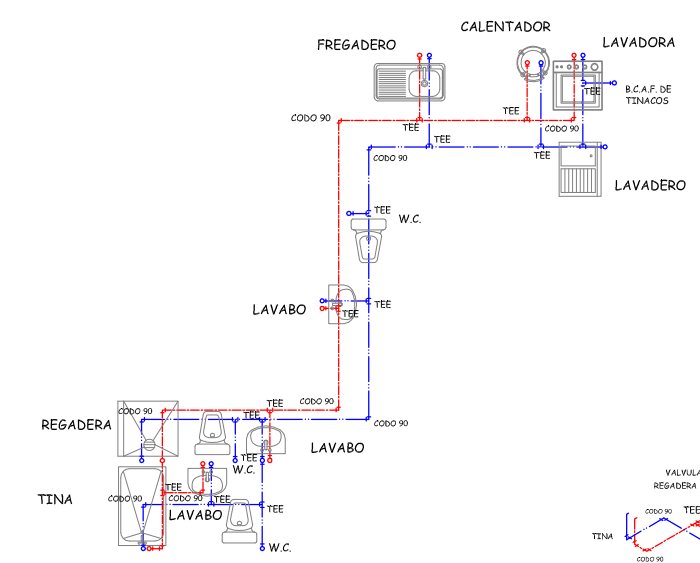 CALENTADOR
FREGADERO
LAVADORA
B.C.A.F. DE
TINACOS
TEE
TEE
CODO 90
TEE
CODO 90
TEE
TEE
CODO 90
LAVADERO
TEE
W.C.
TEE
LAVABO
TEE
CODO 90
TEE
CODO 90
TEE
CODO 90
REGADERA
LAVABO
TEE
W.C.
VALVULA
REGADERA
TEE
TINA
CODO 90
CODO 90
TEE
LAVABO
CODO 90
TEE
TINA
W.C.
CODO 90